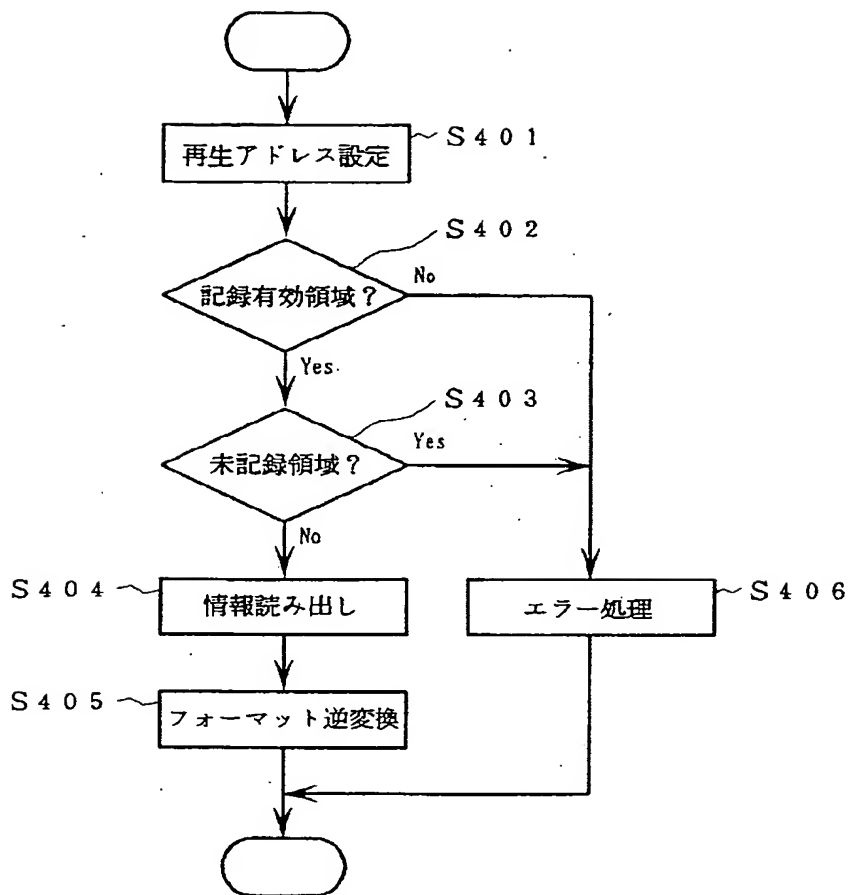 再生アドレス設定
S401
S402
記録有効領域?
No
Yes
S403
未記録領域?
Yes
No
S404
情報読み出し
エラー処理
S406
S405
フォーマット逆変換